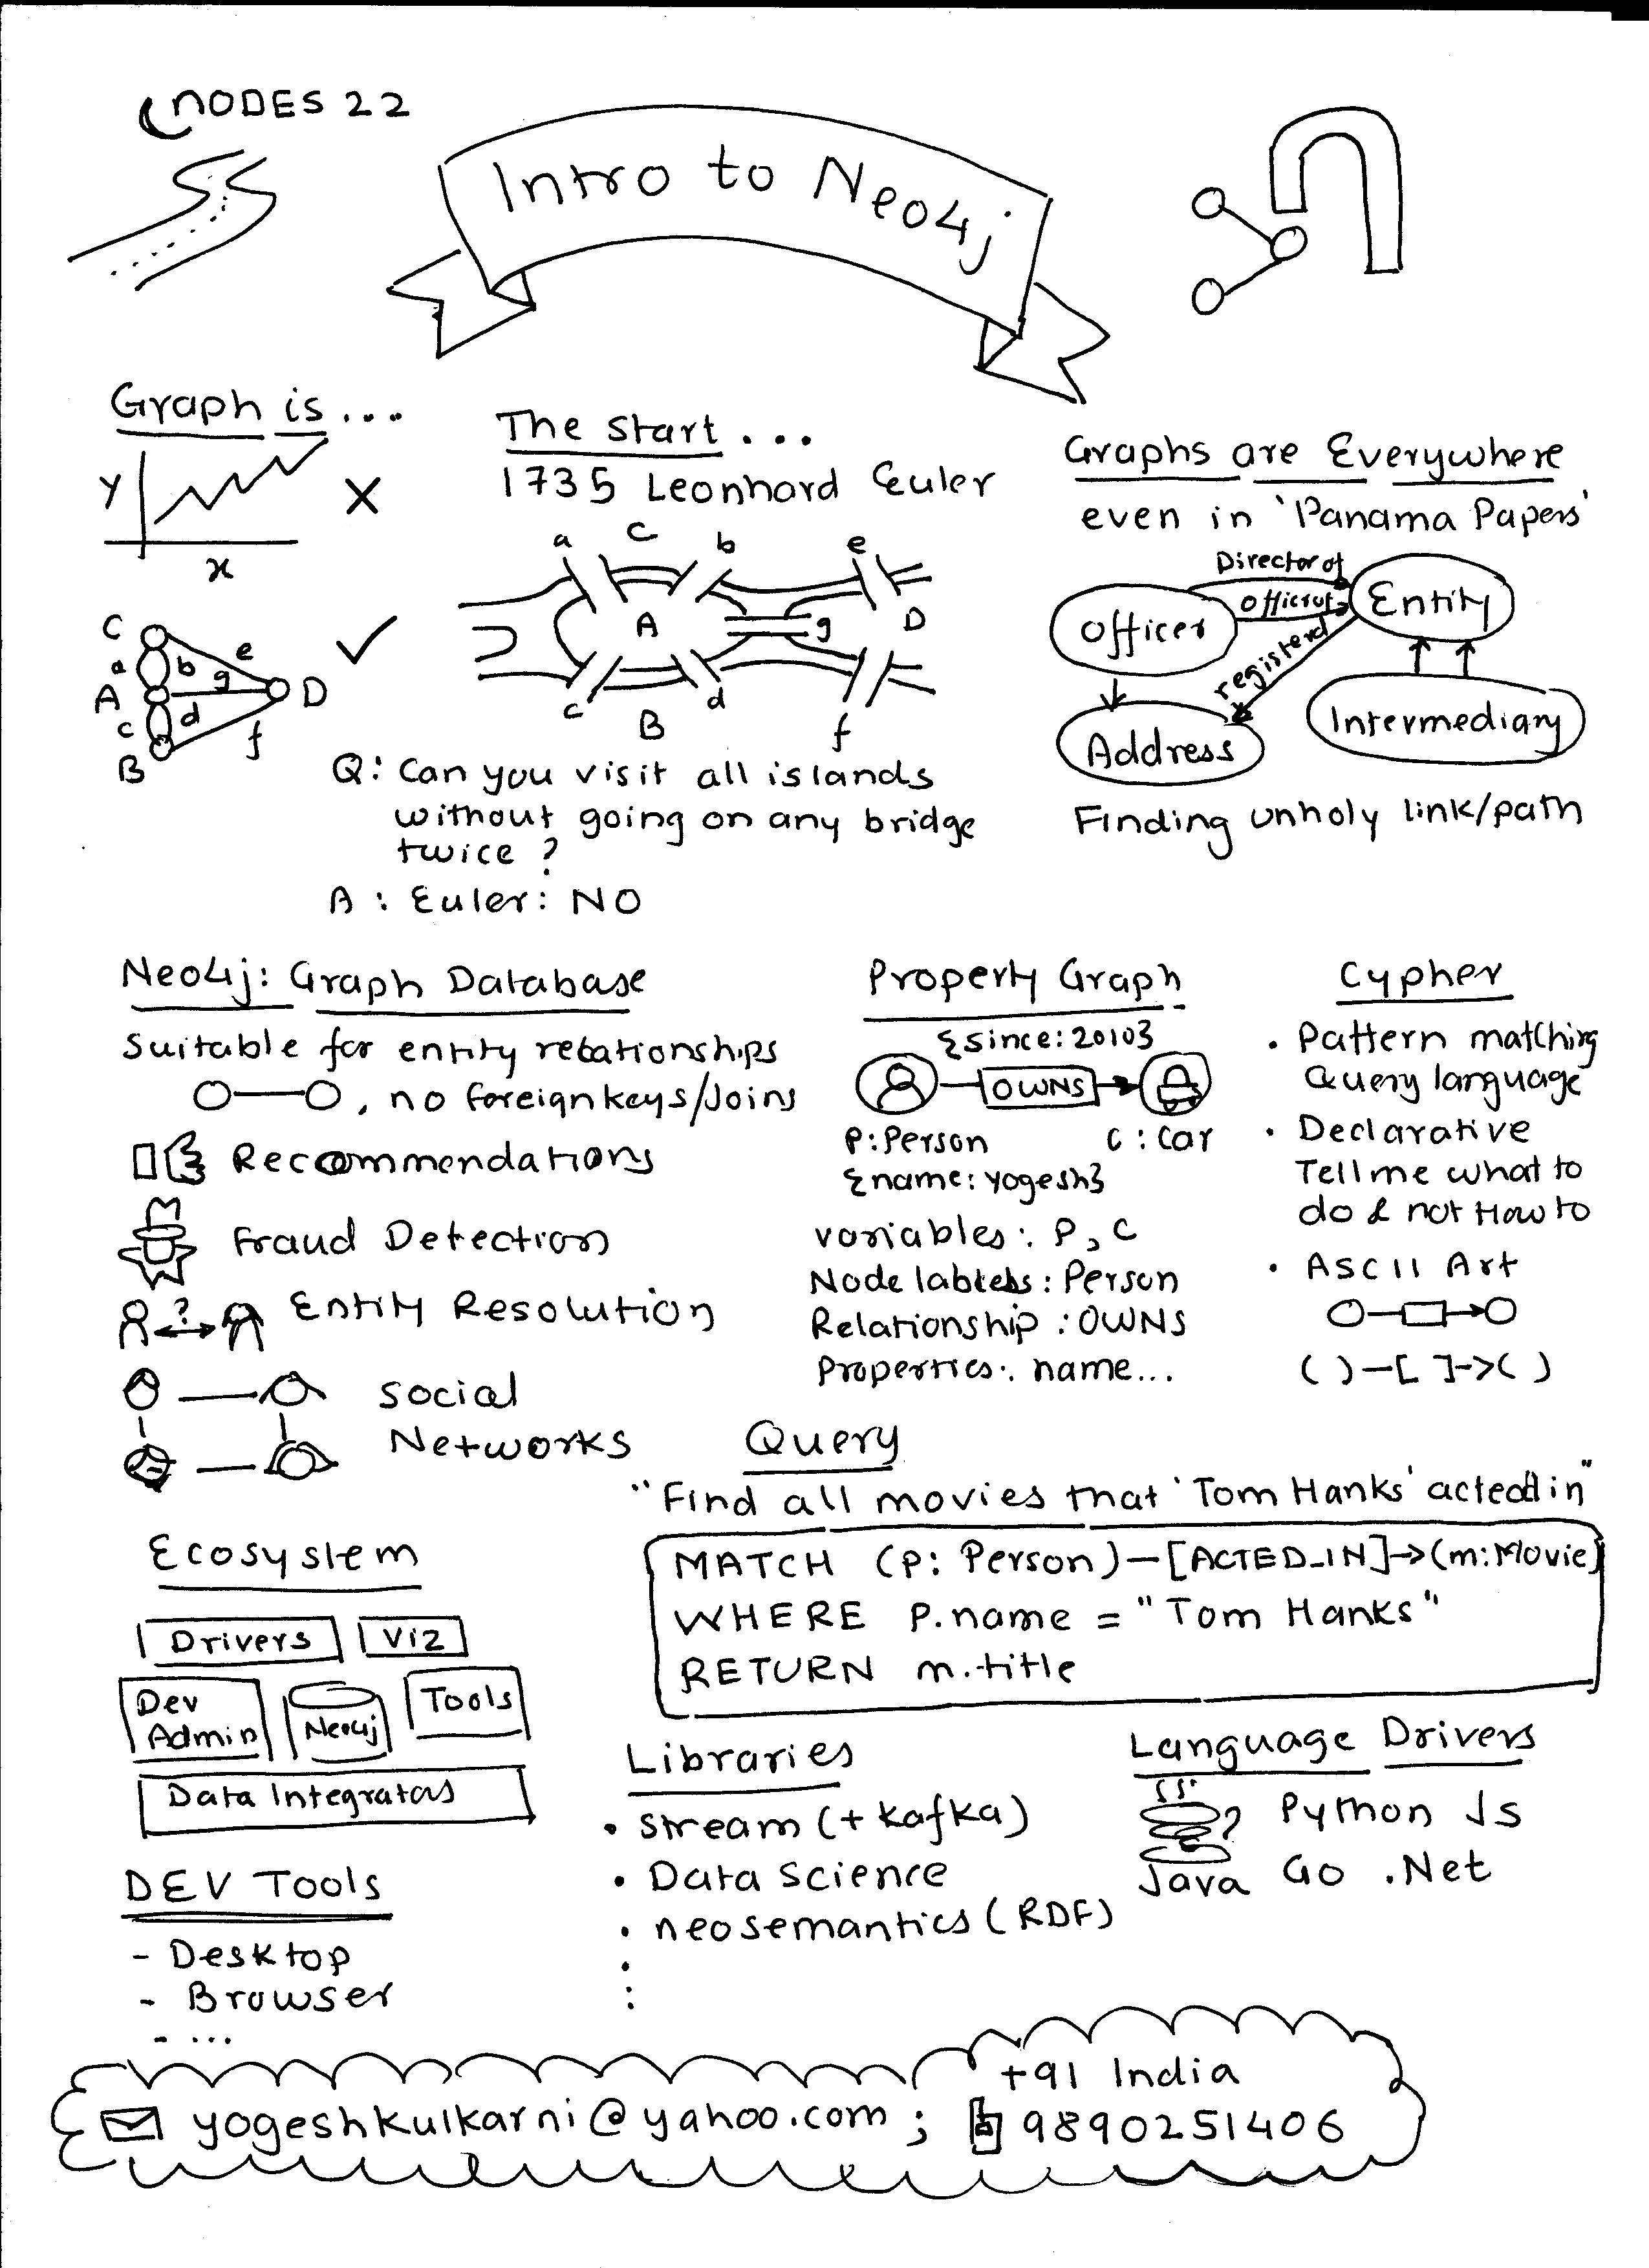 NODES 22
Intro to Neo4j
Graph is...
y
x
X
C
a
b
e
A
g
D
c
d
B
f
The start...
1735 Leonhard Euler
a
C
b
e
A
g
D
c
B
d
f
Q: Can you visit all islands
without going on any bridge
twice?
A: Euler: NO
Graphs are Everywhere
even in 'Panama Papers'
Director of
Officer
Entity
registerd
Address
Intermediary
Finding unholy link/path
Neo4j: Graph Database
Suitable for entity relationships
, no foreign keys/Joins
Recommendations
Fraud Detection
?
Entity Resolution
Social
Networks
Property Graph
{since: 2010}
OWNS
P: Person
C: Car
{name: yogesh}
variables: P, C
Node labels: Person
Relationship: OWNS
Properties: name...
Cypher
• Pattern matching
Query language
• Declarative
Tell me what to
do & not How to
• ASCII Art
( )-[ ]->( )
Query
"Find all movies that 'Tom Hanks' acted in"
MATCH (P: Person)-[ACTED_IN]->(m:Movie)
WHERE P.name = "Tom Hanks"
RETURN m.title
Ecosystem
Drivers
Viz
Dev
Admin
Neo4j
Tools
Data Integrators
DEV Tools
- Desktop
- Browser
- ...
Libraries
• Stream (+ kafka)
• Data science
• neosemantics (RDF)
Language Drivers
Python Js
Java Go .Net
+91 India
yogeshkulkarni@yahoo.com; 9890251406